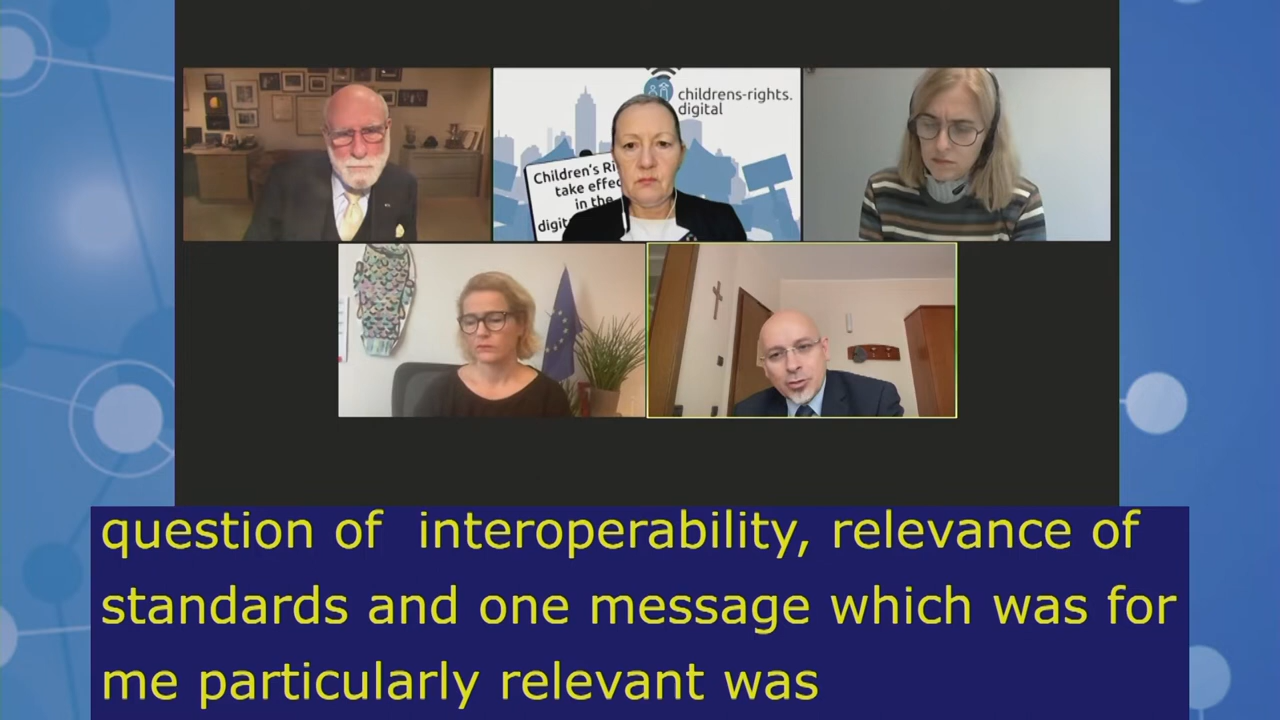 childrens-rights.
digital
Children's Ri
take effec
in the
digit
question of  interoperability, relevance of
standards and one message which was for
me particularly relevant was